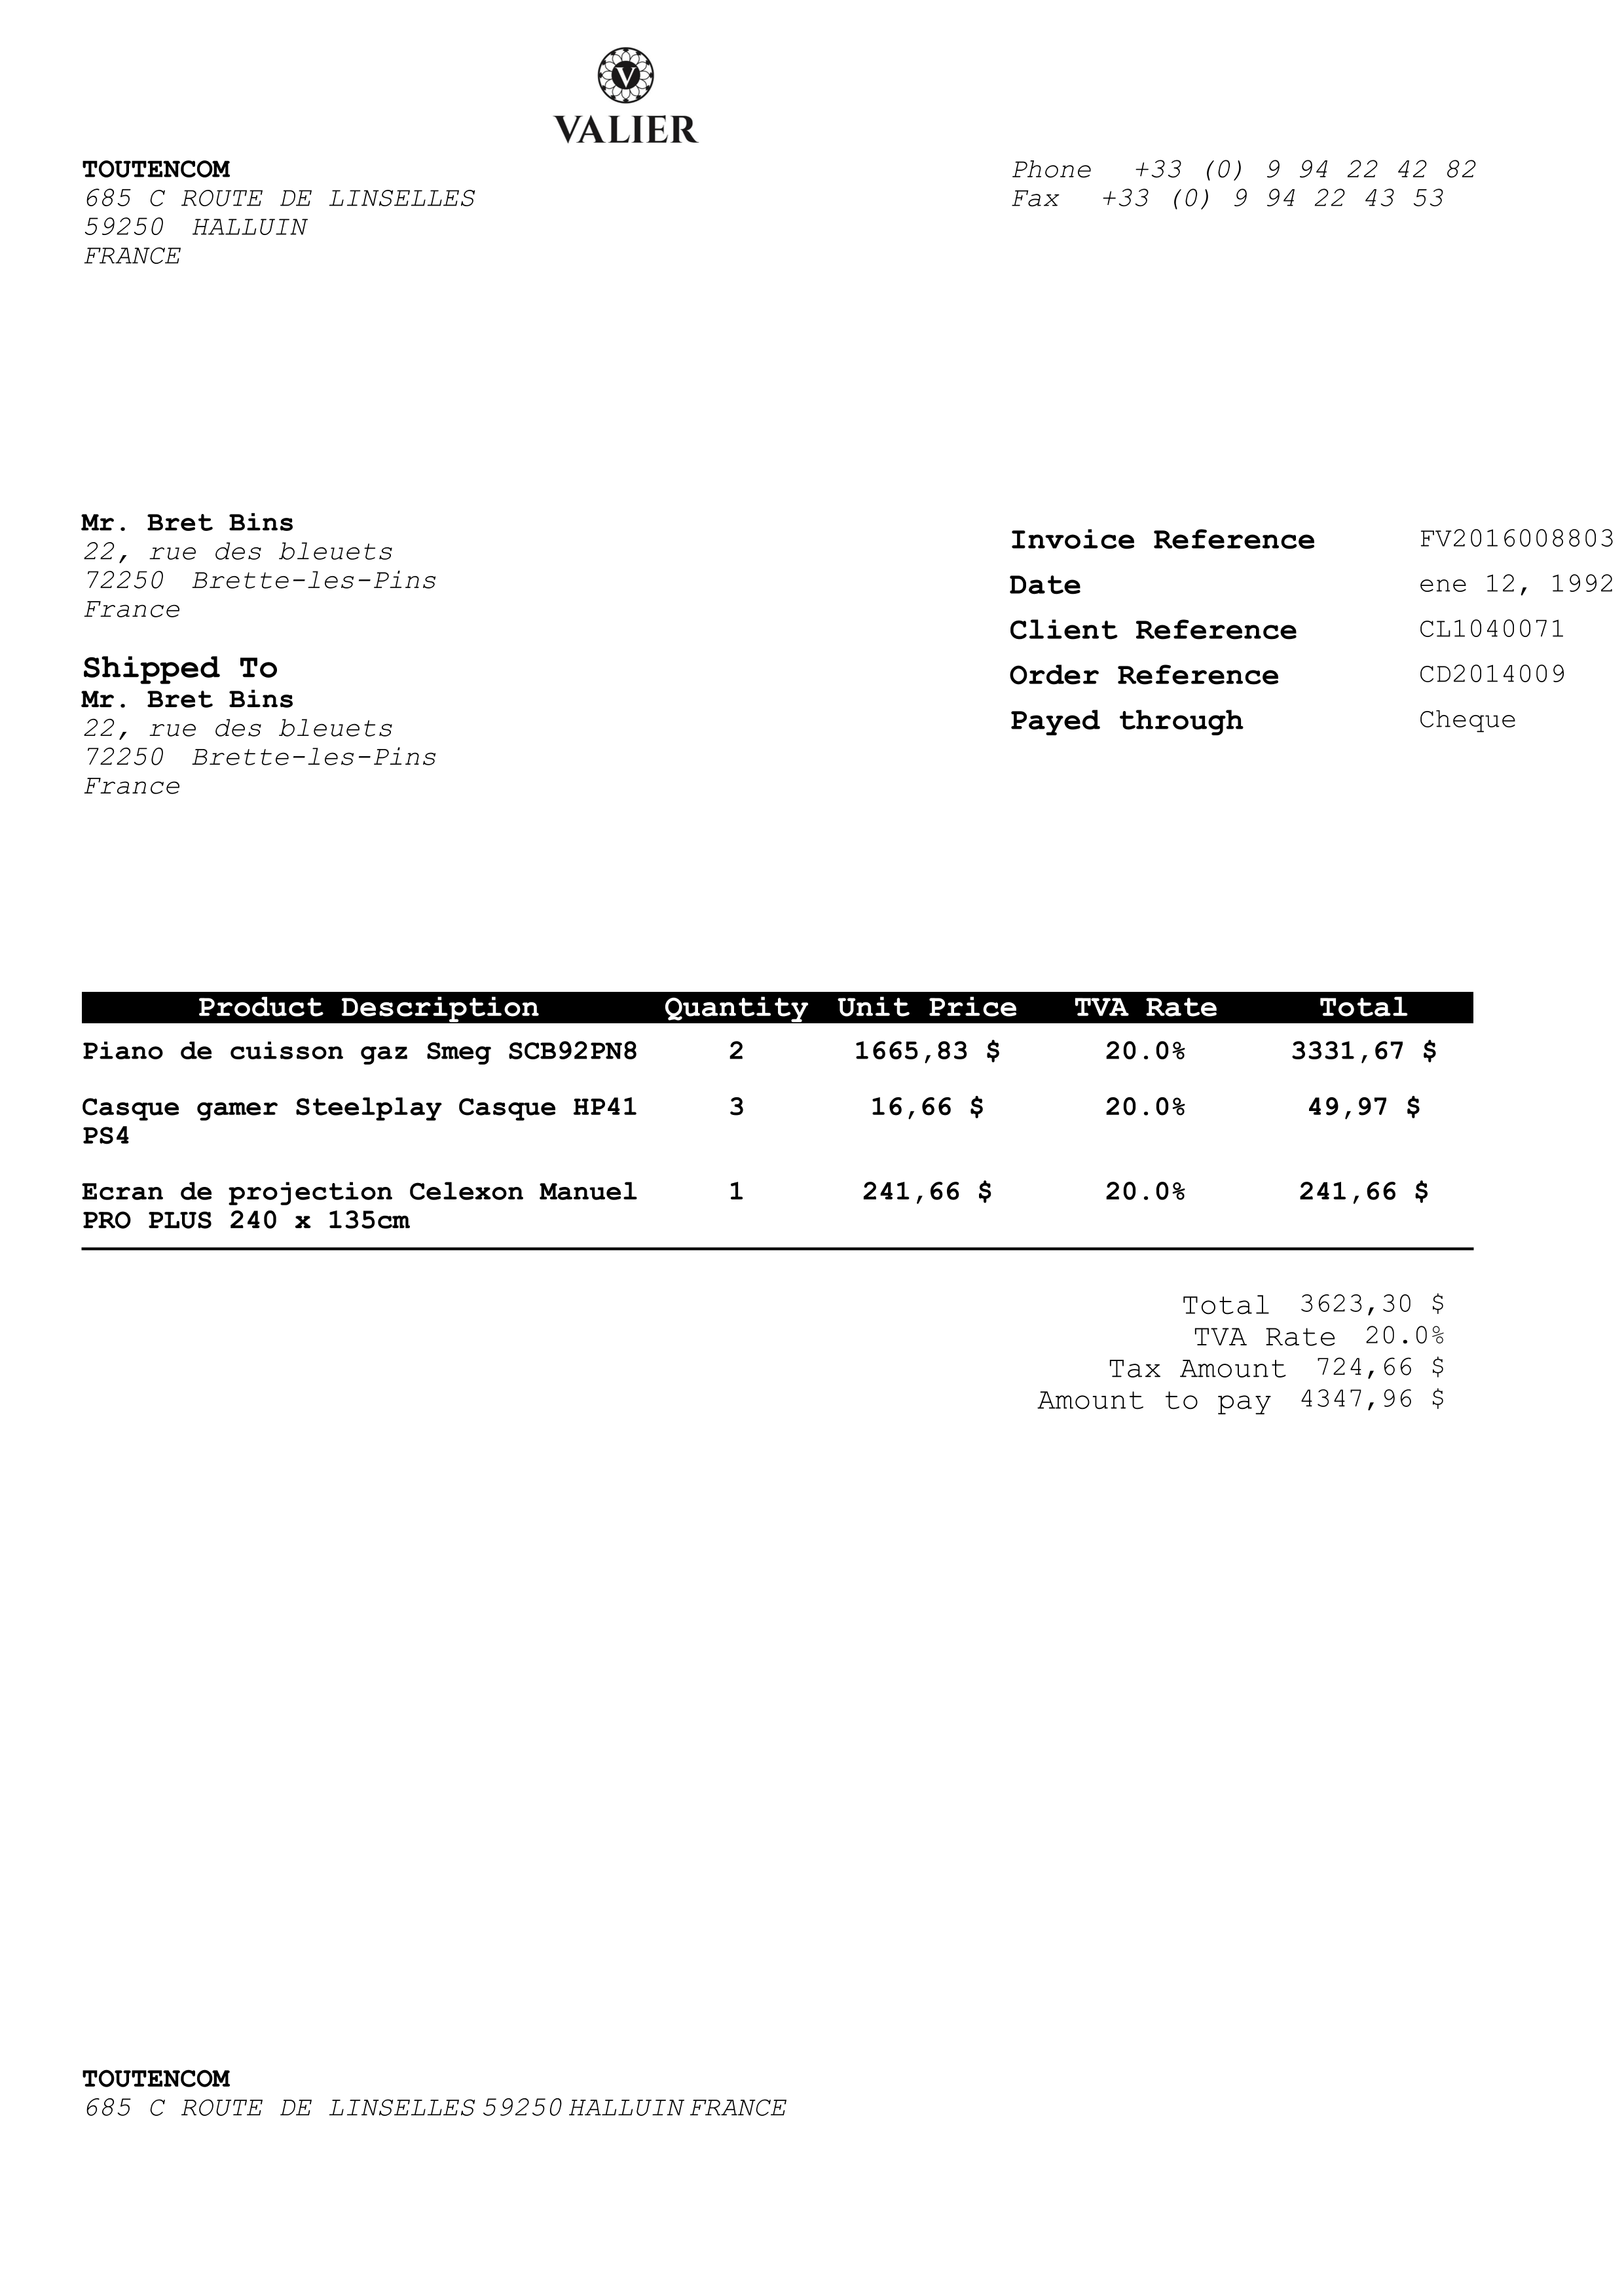 V
VALIER
TOUTENCOM
685 C ROUTE DE LINSELLES
59250 HALLUIN
FRANCE
Phone +33 (0) 9 94 22 42 82
Fax +33 (0) 9 94 22 43 53
Mr. Bret Bins
22, rue des bleuets
72250 Brette-les-Pins
France
Shipped To
Mr. Bret Bins
22, rue des bleuets
72250 Brette-les-Pins
France
Invoice Reference FV2016008803
Date ene 12, 1992
Client Reference CL1040071
Order Reference CD2014009
Payed through Cheque
Product Description Quantity Unit Price TVA Rate Total
Piano de cuisson gaz Smeg SCB92PN8 2 1665,83 $ 20.0% 3331,67 $
Casque gamer Steelplay Casque HP41 3 16,66 $ 20.0% 49,97 $
PS4
Ecran de projection Celexon Manuel 1 241,66 $ 20.0% 241,66 $
PRO PLUS 240 x 135cm
Total 3623,30 $
TVA Rate 20.0%
Tax Amount 724,66 $
Amount to pay 4347,96 $
TOUTENCOM
685 C ROUTE DE LINSELLES 59250 HALLUIN FRANCE